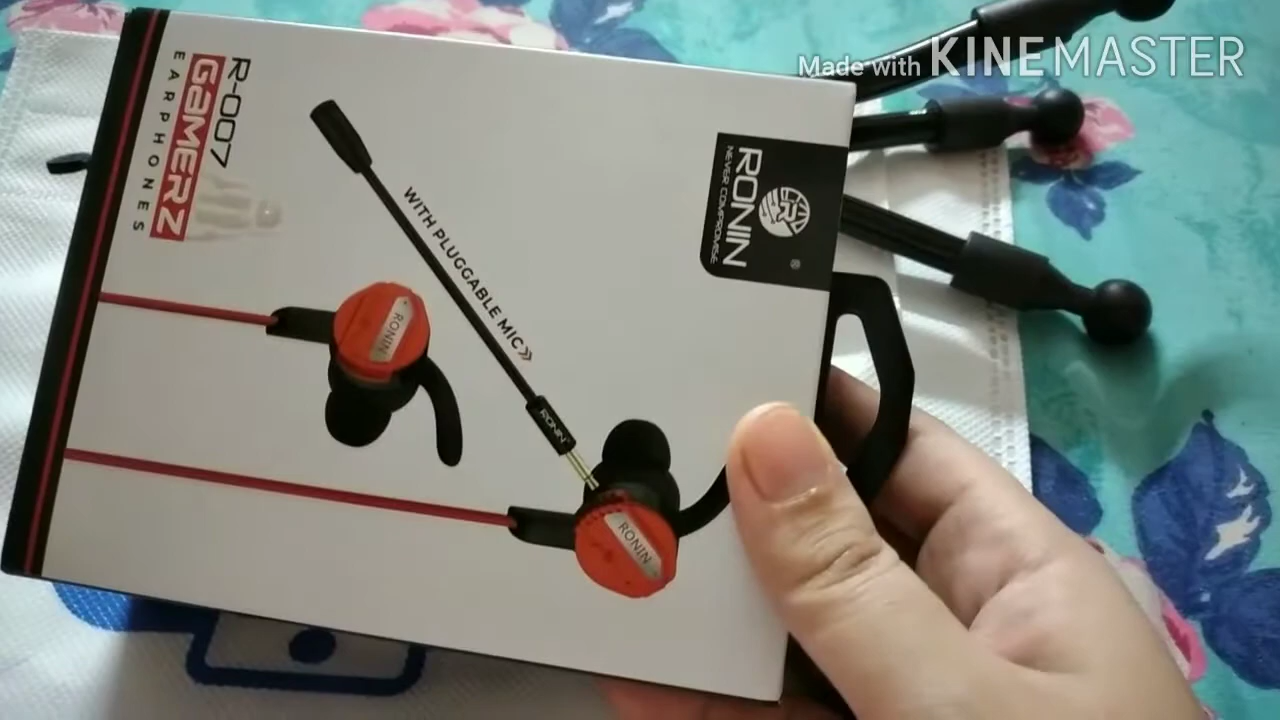 Made with KINEMASTER
R-007
GAMERZ
EARPHONES
WITH PLUGGABLE MIC»
RONIN
NEVER COMPROMISE
®
RONIN
RONIN
RONIN